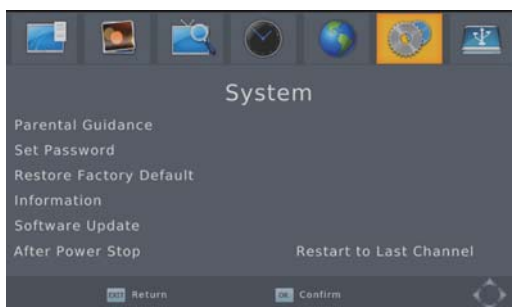 System
Parental Guidance
Set Password
Restore Factory Default
Information
Software Update
After Power Stop Restart to Last Channel
EXIT Return OK Confirm